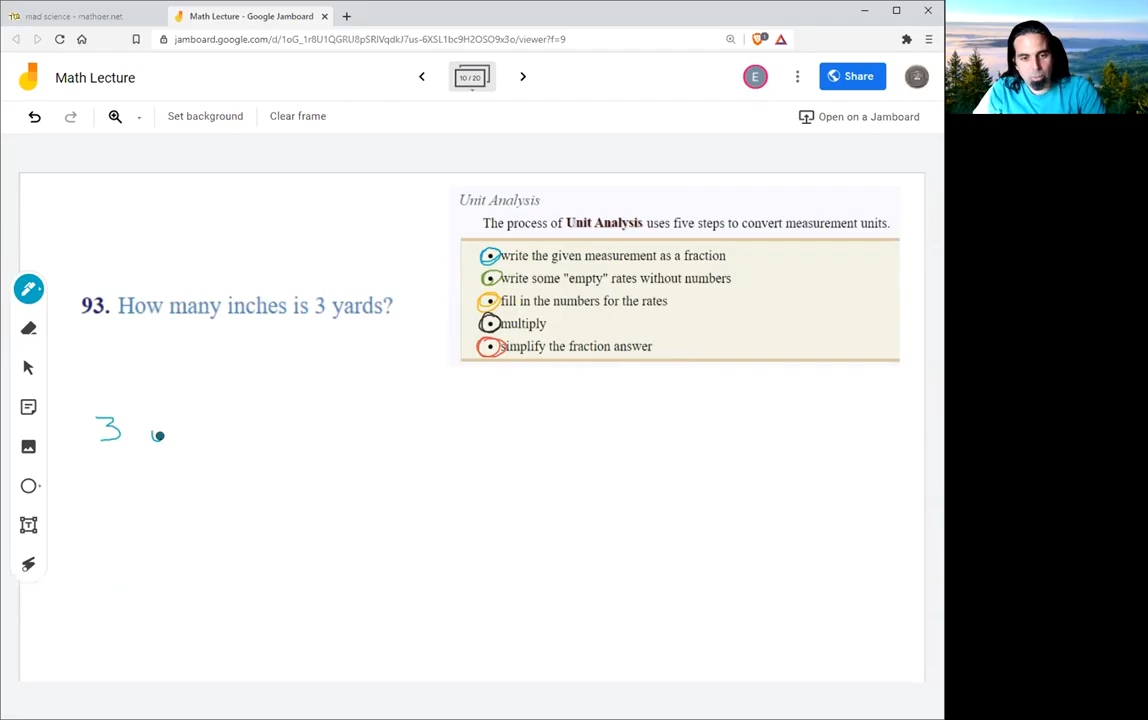 mad science - mathoer.net
Math Lecture - Google Jamboard
jamboard.google.com/d/1oG_1r8U1QGRU8pSRIVqdkJ7us-6XSL1bc9H2OSO9x3o/viewer?f=9
Math Lecture
10 / 20
E
Share
Set background
Clear frame
Open on a Jamboard
Unit Analysis
The process of Unit Analysis uses five steps to convert measurement units.
• write the given measurement as a fraction
• write some "empty" rates without numbers
• fill in the numbers for the rates
• multiply
• simplify the fraction answer
93. How many inches is 3 yards?
3